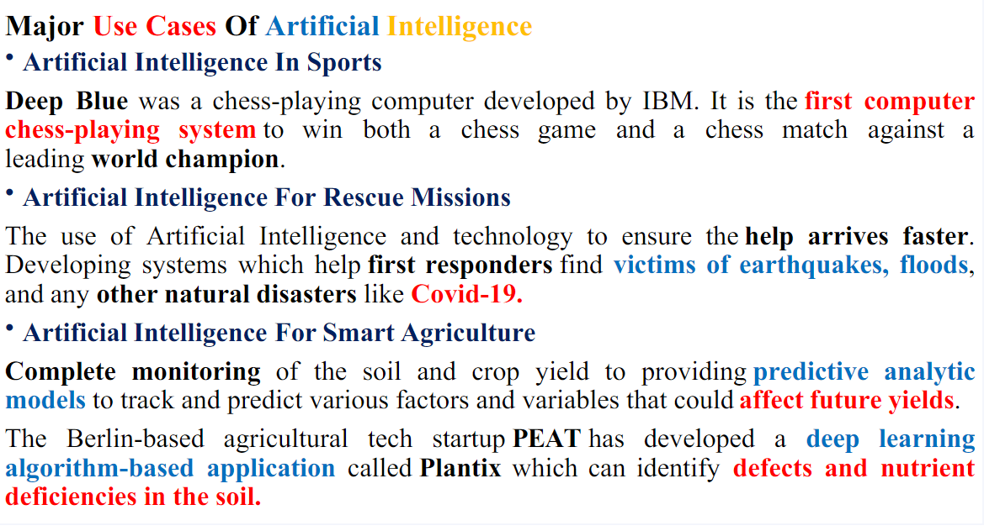 Major Use Cases Of Artificial Intelligence
• Artificial Intelligence In Sports
Deep Blue was a chess-playing computer developed by IBM. It is the first computer
chess-playing system to win both a chess game and a chess match against a
leading world champion.
• Artificial Intelligence For Rescue Missions
The use of Artificial Intelligence and technology to ensure the help arrives faster.
Developing systems which help first responders find victims of earthquakes, floods,
and any other natural disasters like Covid-19.
• Artificial Intelligence For Smart Agriculture
Complete monitoring of the soil and crop yield to providing predictive analytic
models to track and predict various factors and variables that could affect future yields.
The Berlin-based agricultural tech startup PEAT has developed a deep learning
algorithm-based application called Plantix which can identify defects and nutrient
deficiencies in the soil.